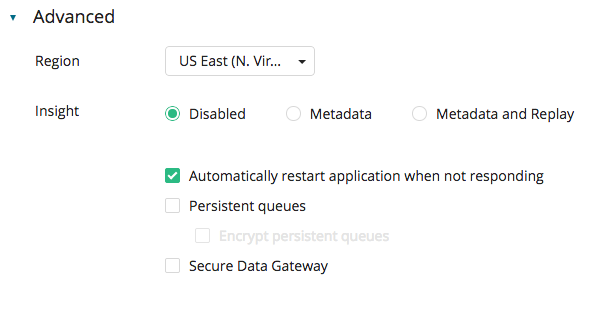 Advanced
Region
US East (N. Vir...
Insight
Disabled
Metadata
Metadata and Replay
Automatically restart application when not responding
Persistent queues
Encrypt persistent queues
Secure Data Gateway